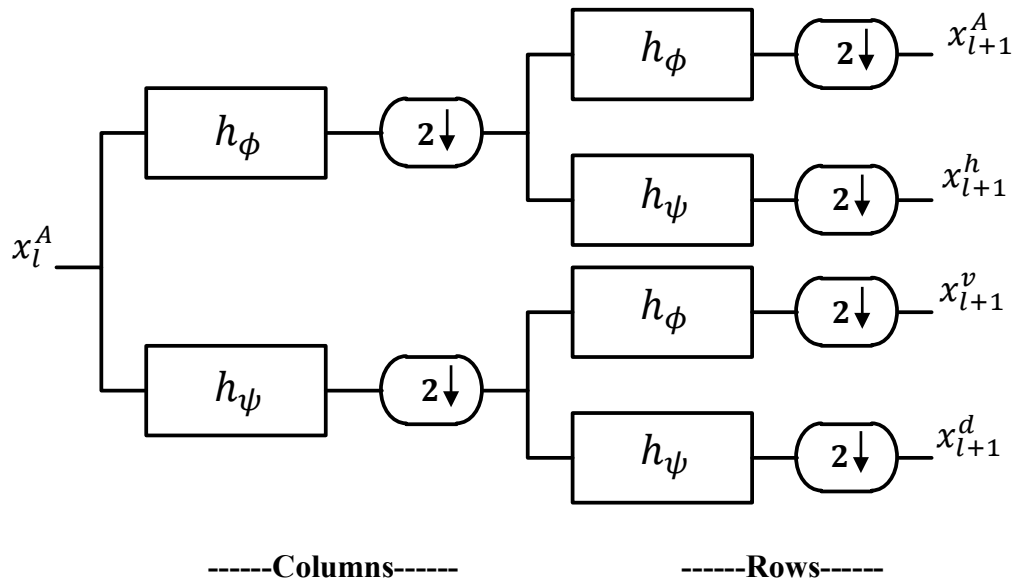 h_ϕ 2↓ x_{l+1}^A
h_ϕ 2↓
h_ψ 2↓ x_{l+1}^h
x_l^A
h_ϕ 2↓ x_{l+1}^v
h_ψ 2↓
h_ψ 2↓ x_{l+1}^d
------Columns------ ------Rows------